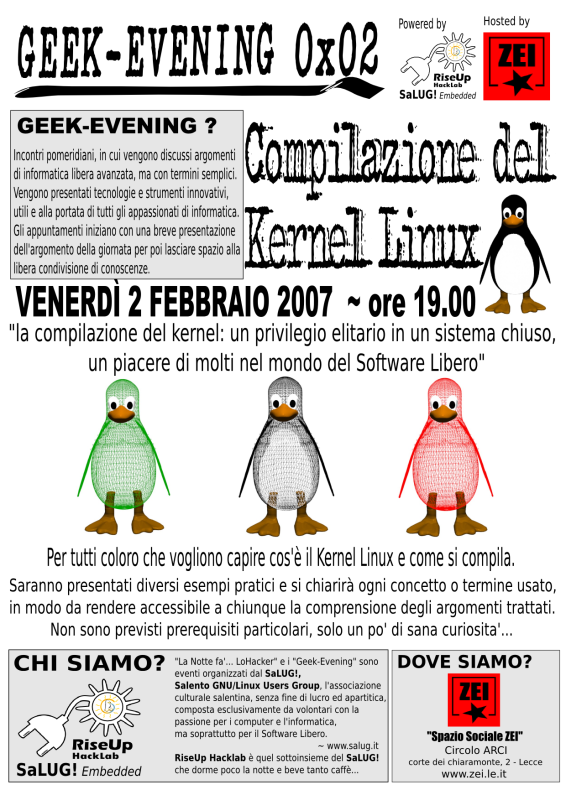 GEEK-EVENING 0x02
Powered by
RiseUp
HackLab
SaLUG! Embedded
Hosted by
ZEI
GEEK-EVENING ?
Incontri pomeridiani, in cui vengono discussi argomenti
di informatica libera avanzata, ma con termini semplici.
Vengono presentati tecnologie e strumenti innovativi,
utili e alla portata di tutti gli appassionati di informatica.
Gli appuntamenti iniziano con una breve presentazione
dell'argomento della giornata per poi lasciare spazio alla
libera condivisione di conoscenze.
Compilazione del
Kernel Linux
VENERDÌ 2 FEBBRAIO 2007 ~ ore 19.00
"la compilazione del kernel: un privilegio elitario in un sistema chiuso,
un piacere di molti nel mondo del Software Libero"
Per tutti coloro che vogliono capire cos'è il Kernel Linux e come si compila.
Saranno presentati diversi esempi pratici e si chiarirà ogni concetto o termine usato,
in modo da rendere accessibile a chiunque la comprensione degli argomenti trattati.
Non sono previsti prerequisiti particolari, solo un po' di sana curiosita'...
CHI SIAMO?
RiseUp
HackLab
SaLUG! Embedded
"La Notte fa'... LoHacker" e i "Geek-Evening" sono
eventi organizzati dal SaLUG!,
Salento GNU/Linux Users Group, l'associazione
culturale salentina, senza fine di lucro ed apartitica,
composta esclusivamente da volontari con la
passione per i computer e l'informatica,
ma soprattutto per il Software Libero.
~ www.salug.it
RiseUp Hacklab è quel sottoinsieme del SaLUG!
che dorme poco la notte e beve tanto caffè...
DOVE SIAMO?
ZEI
"Spazio Sociale ZEI"
Circolo ARCI
corte dei chiaramonte, 2 - Lecce
www.zei.le.it